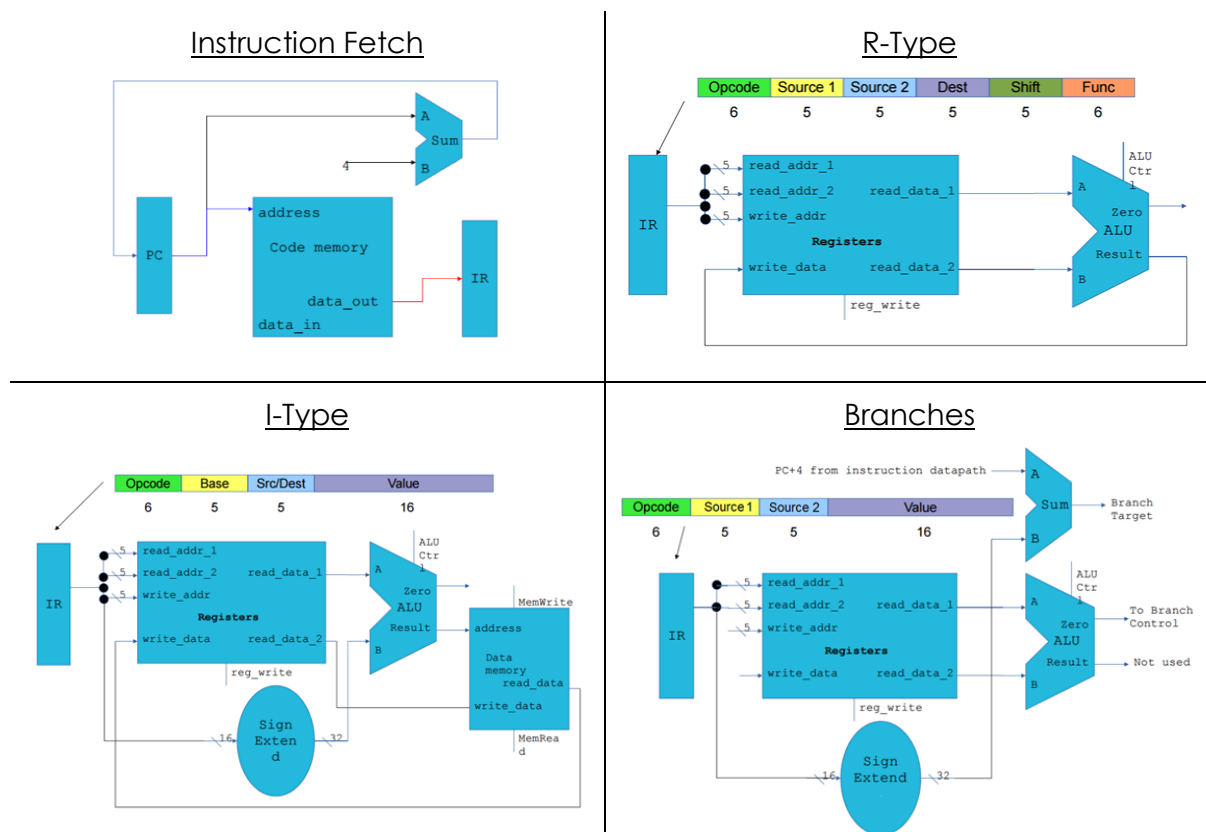 Instruction Fetch
A
Sum
4
B
address
PC
Code memory
IR
data_out
data_in
R-Type
Opcode Source 1 Source 2 Dest Shift Func
6 5 5 5 5 6
IR
5 read_addr_1
5 read_addr_2
5 write_addr
read_data_1
Registers
write_data
read_data_2
reg_write
ALU
Ctr
l
A
Zero
ALU
Result
B
I-Type
Opcode Base Src/Dest Value
6 5 5 16
IR
5 read_addr_1
5 read_addr_2
5 write_addr
read_data_1
Registers
write_data
read_data_2
reg_write
ALU
Ctr
l
A
Zero
ALU
Result
B
MemWrite
address
Data
memory
read_data
write_data
MemRea
d
16
Sign
Exten
d
32
Branches
PC+4 from instruction datapath
A
Sum
B
Branch
Target
Opcode Source 1 Source 2 Value
6 5 5 16
IR
5 read_addr_1
5 read_addr_2
5 write_addr
read_data_1
Registers
write_data
read_data_2
reg_write
ALU
Ctr
l
A
Zero
ALU
Result
B
To Branch
Control
Not used
16
Sign
Extend
32